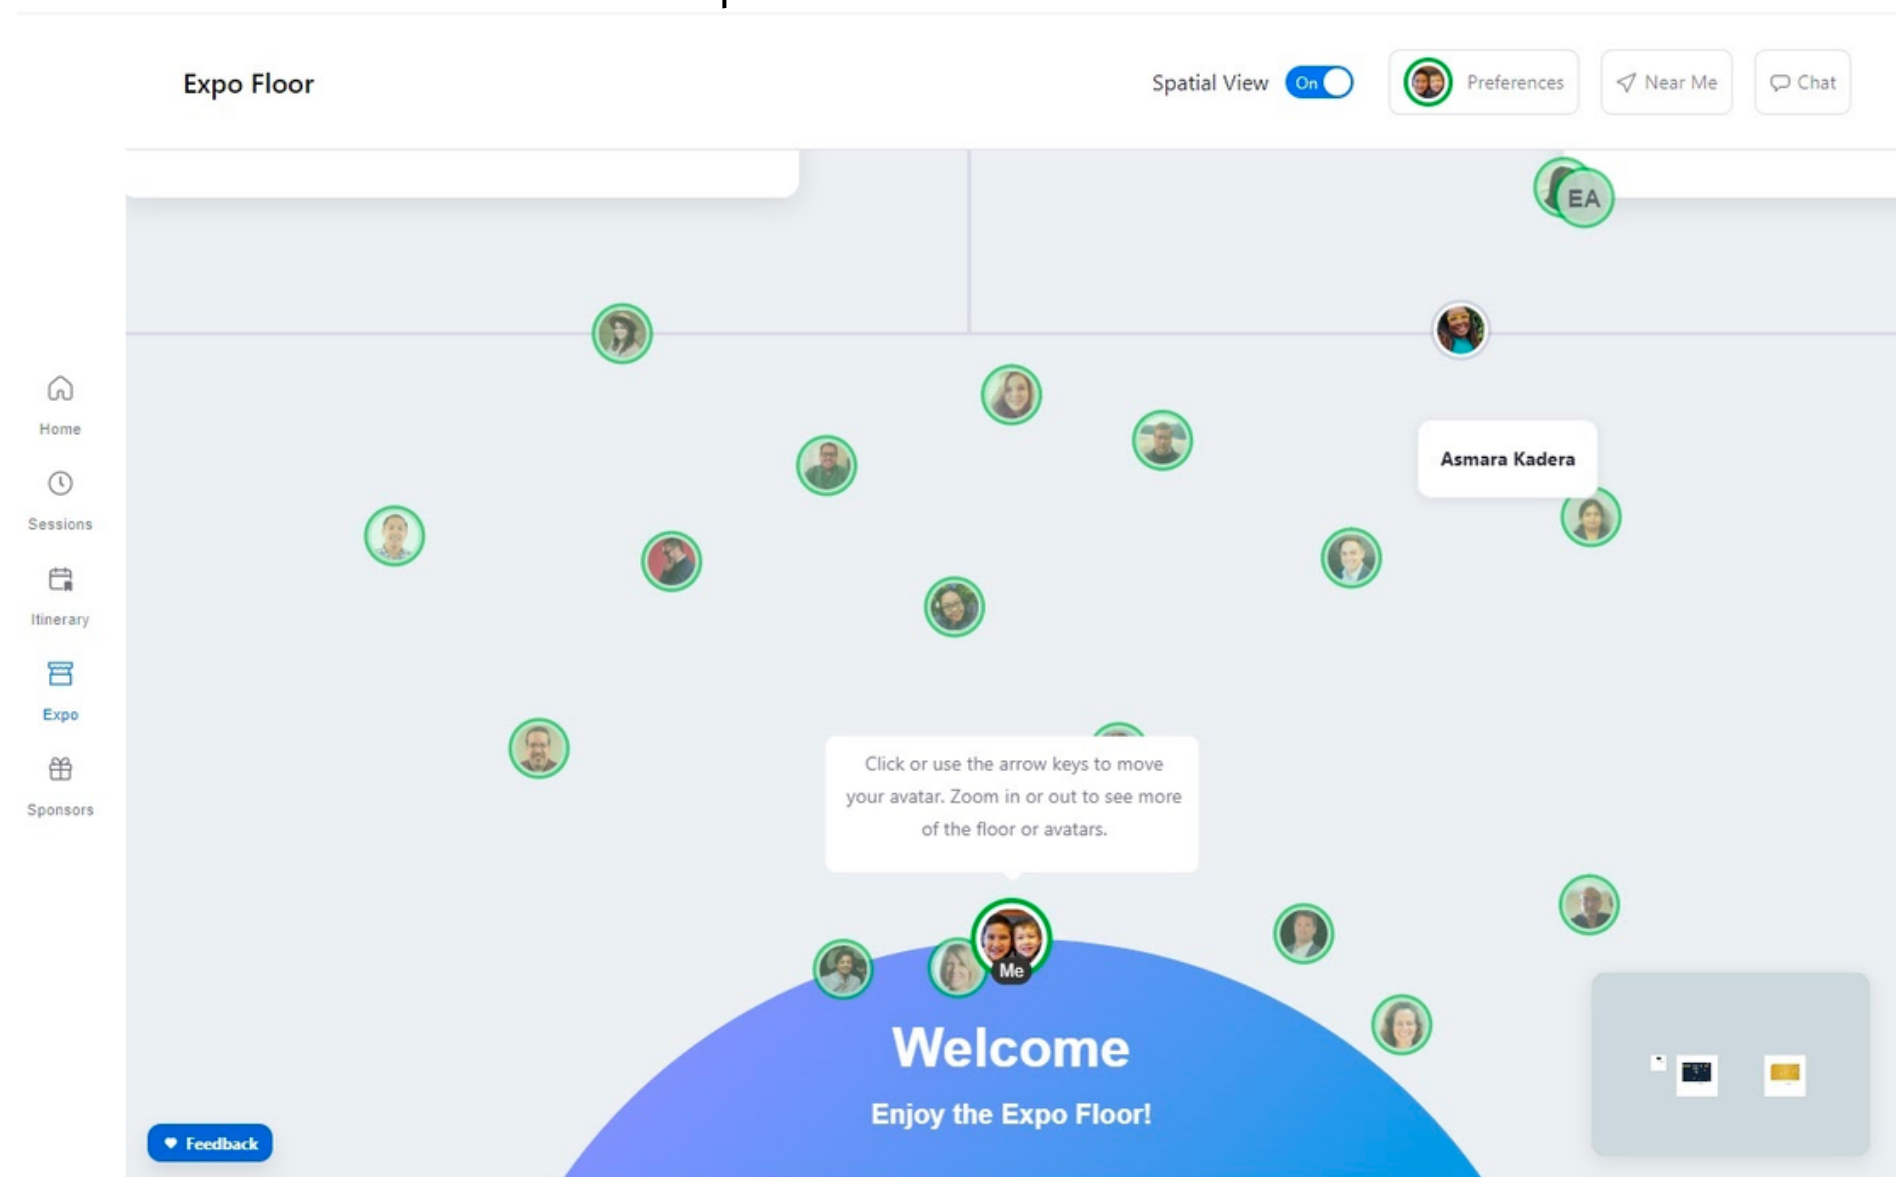 Expo Floor
Spatial View
On
Preferences
Near Me
Chat
EA
Asmara Kadera
Home
Sessions
Itinerary
Expo
Sponsors
Click or use the arrow keys to move
your avatar. Zoom in or out to see more
of the floor or avatars.
Me
Welcome
Enjoy the Expo Floor!
Feedback